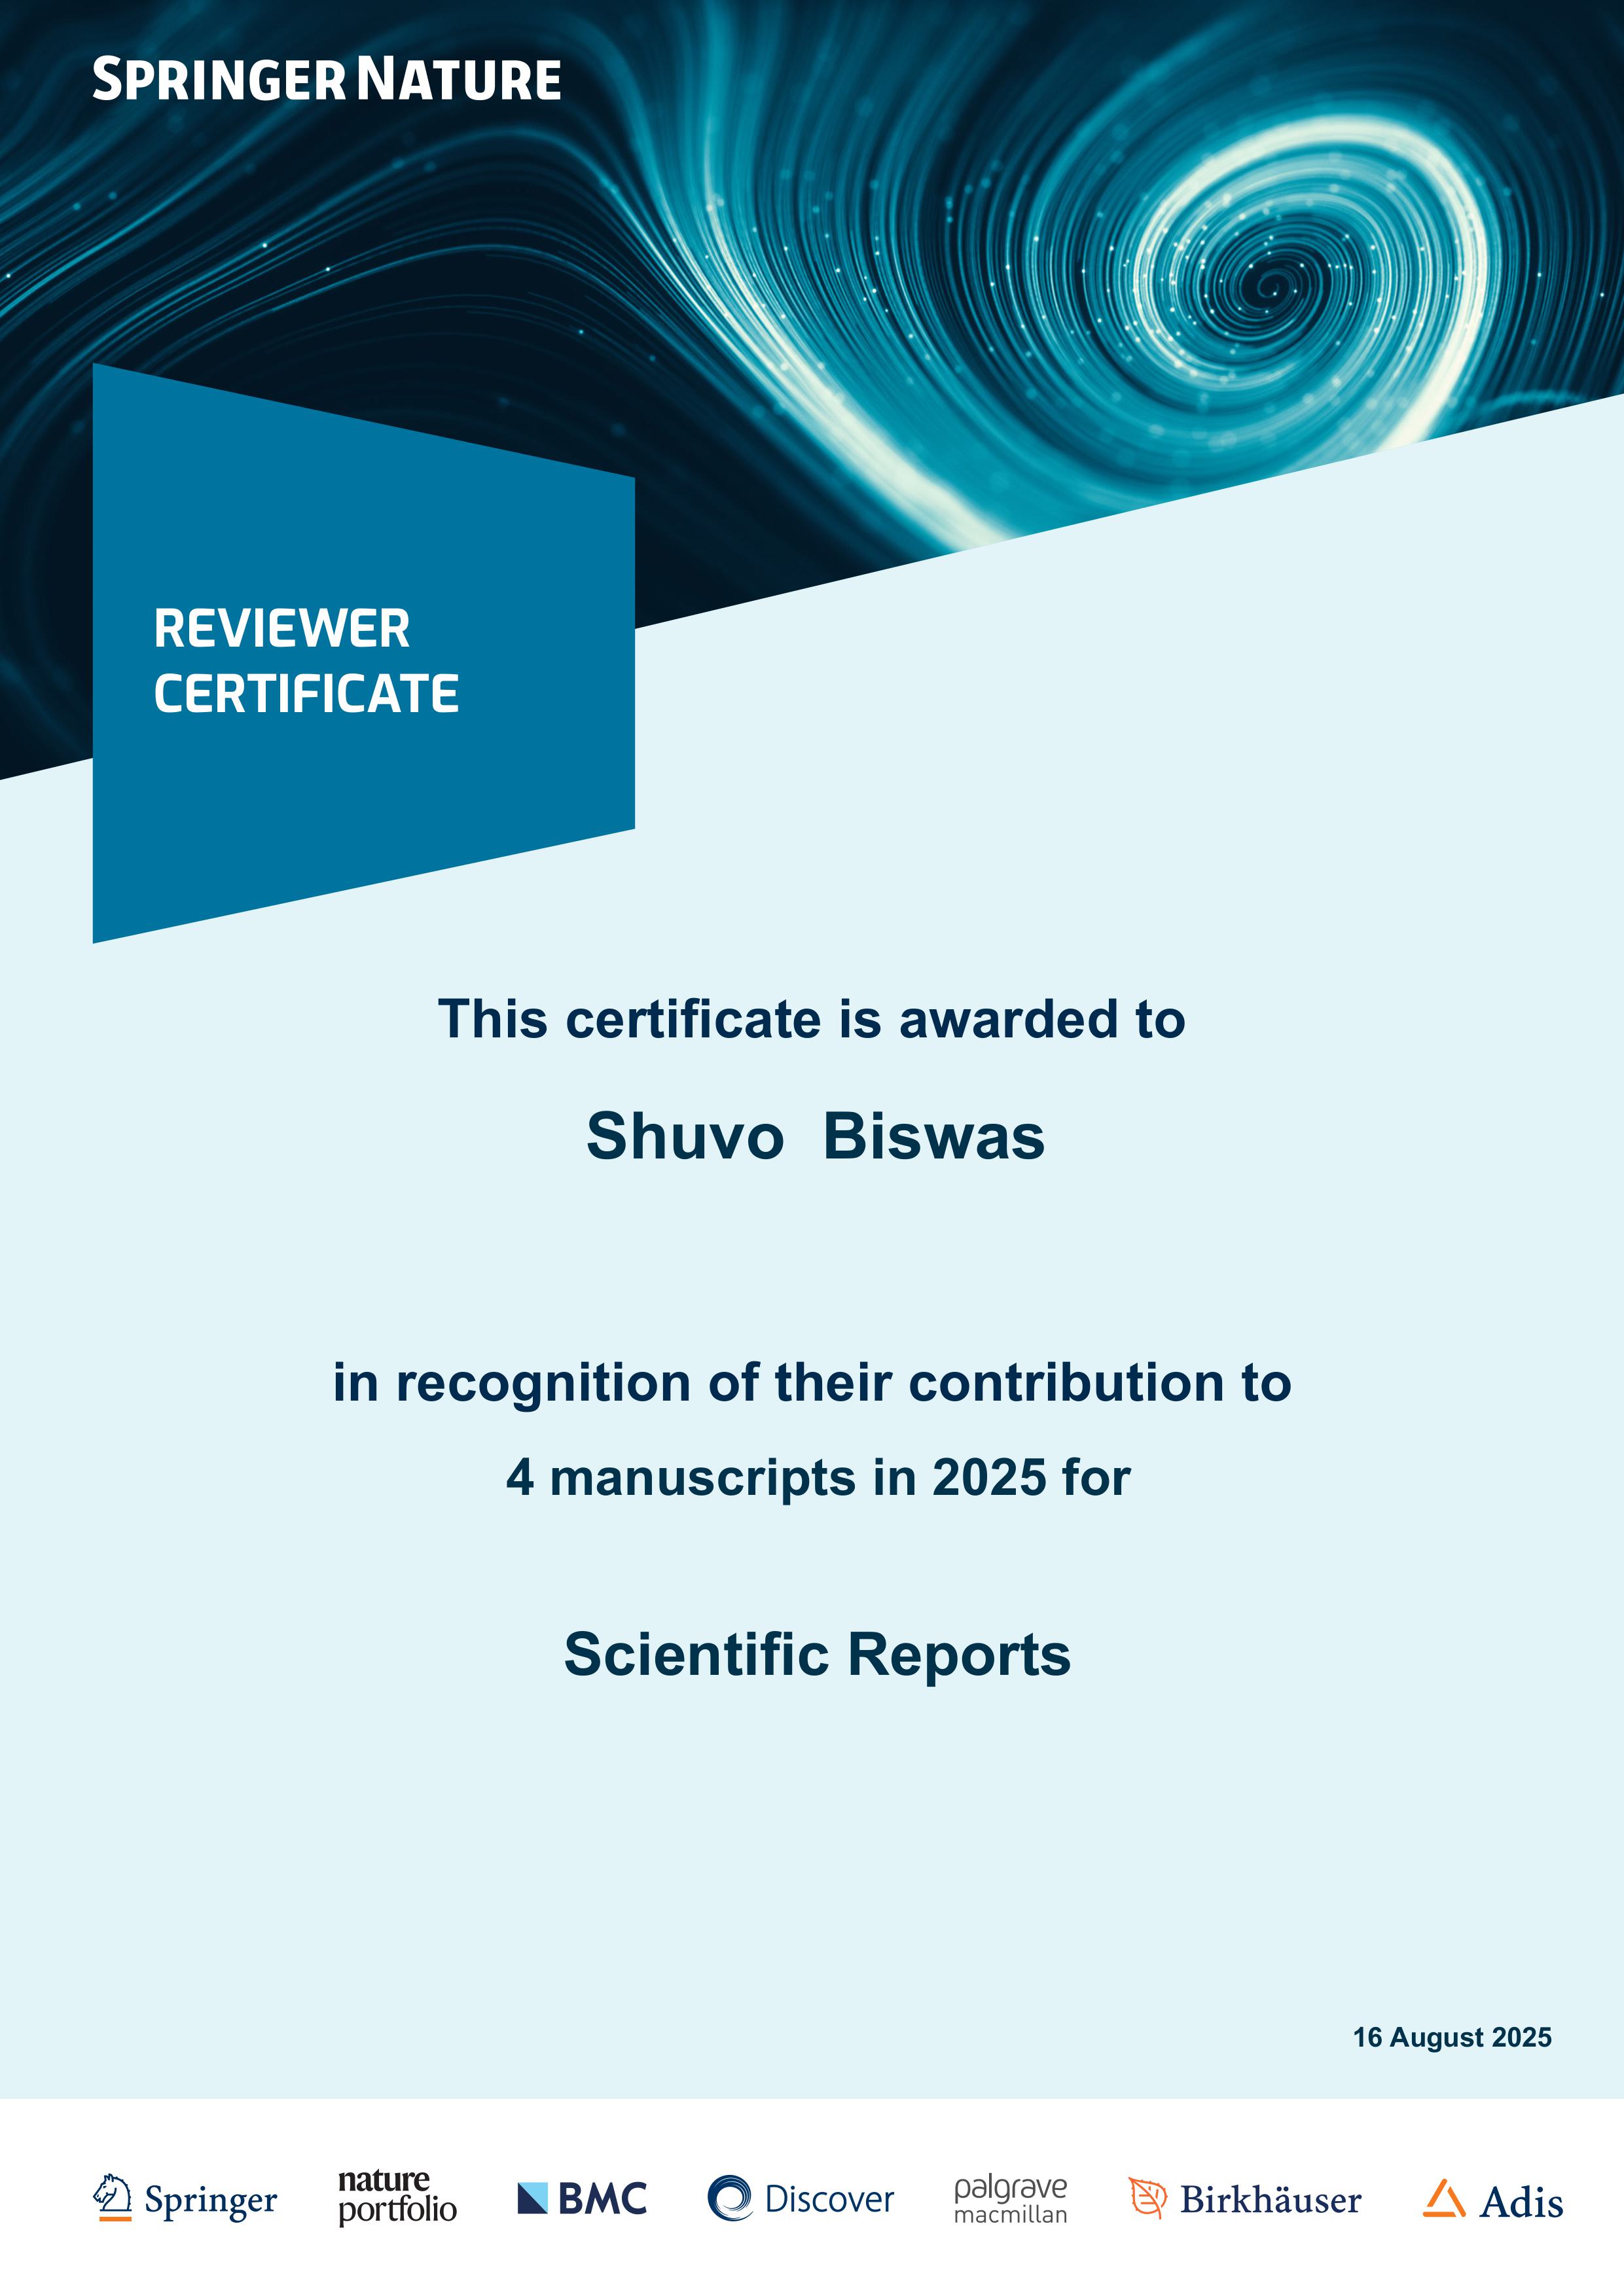 SPRINGER NATURE
REVIEWER
CERTIFICATE
This certificate is awarded to
Shuvo Biswas
in recognition of their contribution to
4 manuscripts in 2025 for
Scientific Reports
16 August 2025
Springer
nature
portfolio
BMC
Discover
palgrave
macmillan
Birkhäuser
Adis